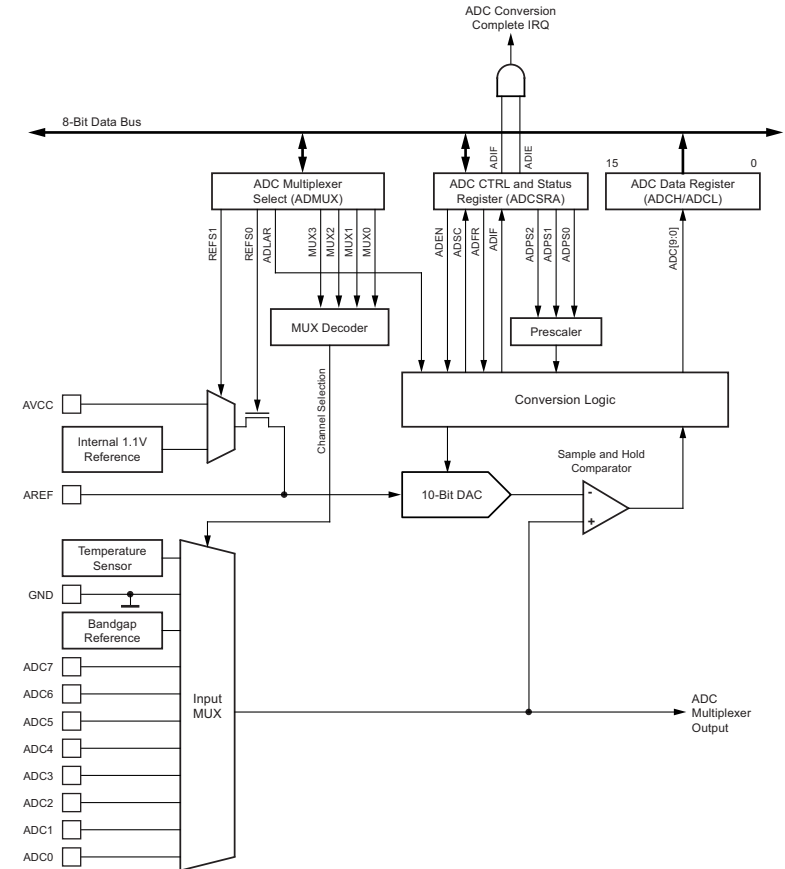 ADC Conversion
Complete IRQ
8-Bit Data Bus
ADIF
ADIE
15
0
ADC Multiplexer
Select (ADMUX)
ADC CTRL and Status
Register (ADCSRA)
ADC Data Register
(ADCH/ADCL)
REFS1
REFS0
ADLAR
MUX3
MUX2
MUX1
MUX0
ADEN
ADSC
ADFR
ADIF
ADPS2
ADPS1
ADPS0
ADC[9:0]
MUX Decoder
Prescaler
Channel Selection
Conversion Logic
AVCC
Internal 1.1V
Reference
AREF
10-Bit DAC
Sample and Hold
Comparator
-
+
Temperature
Sensor
GND
Bandgap
Reference
ADC7
ADC6
ADC5
ADC4
ADC3
ADC2
ADC1
ADC0
Input
MUX
ADC
Multiplexer
Output